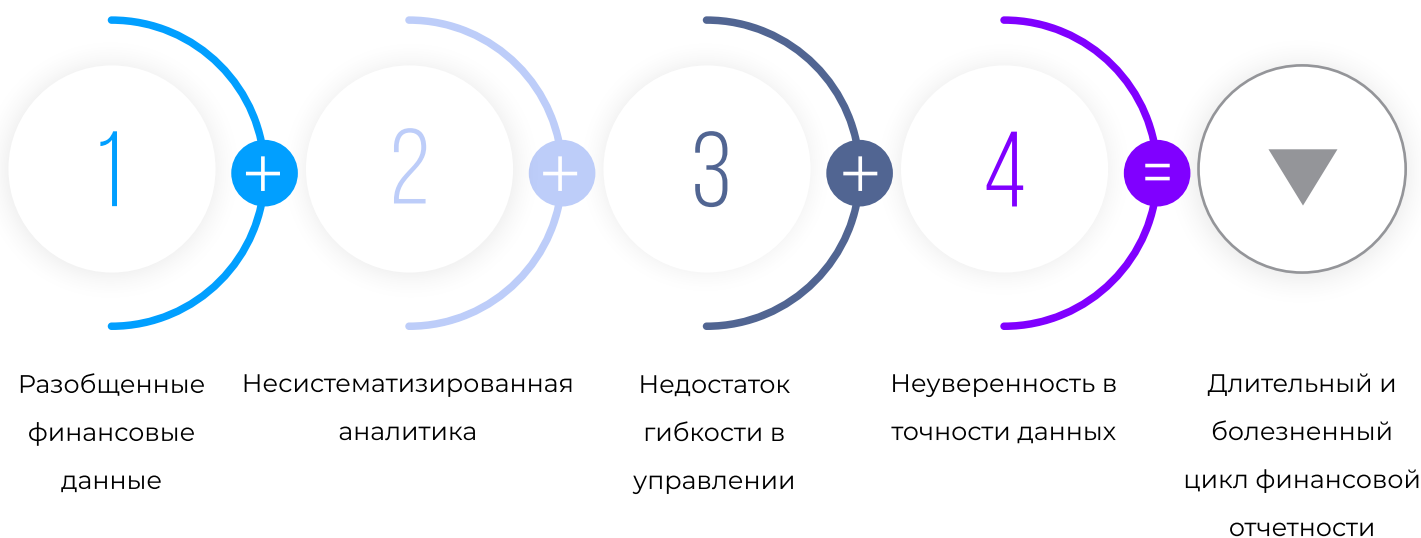 1
+
2
+
3
+
4
=
Разобщенные
финансовые
данные
Несистематизированная
аналитика
Недостаток
гибкости в
управлении
Неуверенность в
точности данных
Длительный и
болезненный
цикл финансовой
отчетности